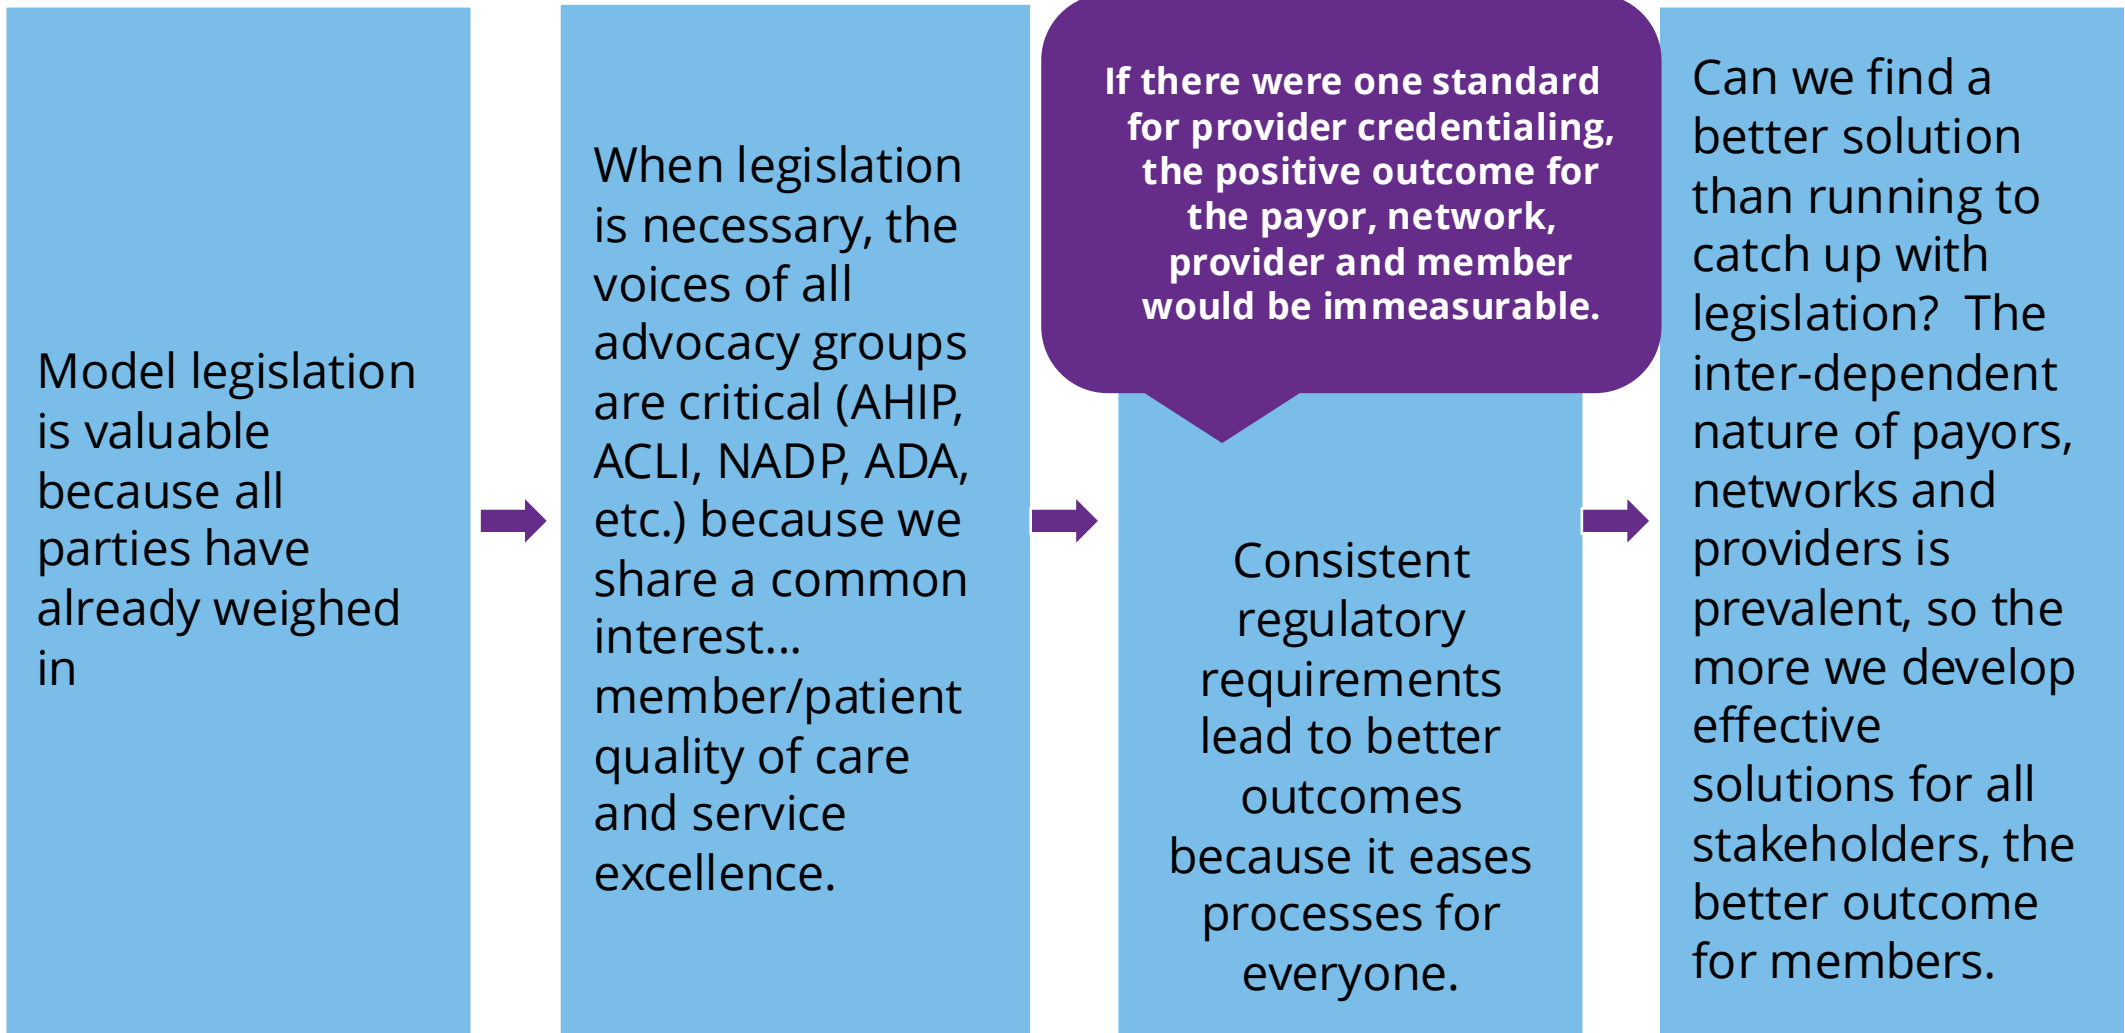 Model legislation
is valuable
because all
parties have
already weighed
in
When legislation
is necessary, the
voices of all
advocacy groups
are critical (AHIP,
ACLI, NADP, ADA,
etc.) because we
share a common
interest...
member/patient
quality of care
and service
excellence.
If there were one standard
for provider credentialing,
the positive outcome for
the payor, network,
provider and member
would be immeasurable.
Consistent
regulatory
requirements
lead to better
outcomes
because it eases
processes for
everyone.
Can we find a
better solution
than running to
catch up with
legislation?  The
inter-dependent
nature of payors,
networks and
providers is
prevalent, so the
more we develop
effective
solutions for all
stakeholders, the
better outcome
for members.